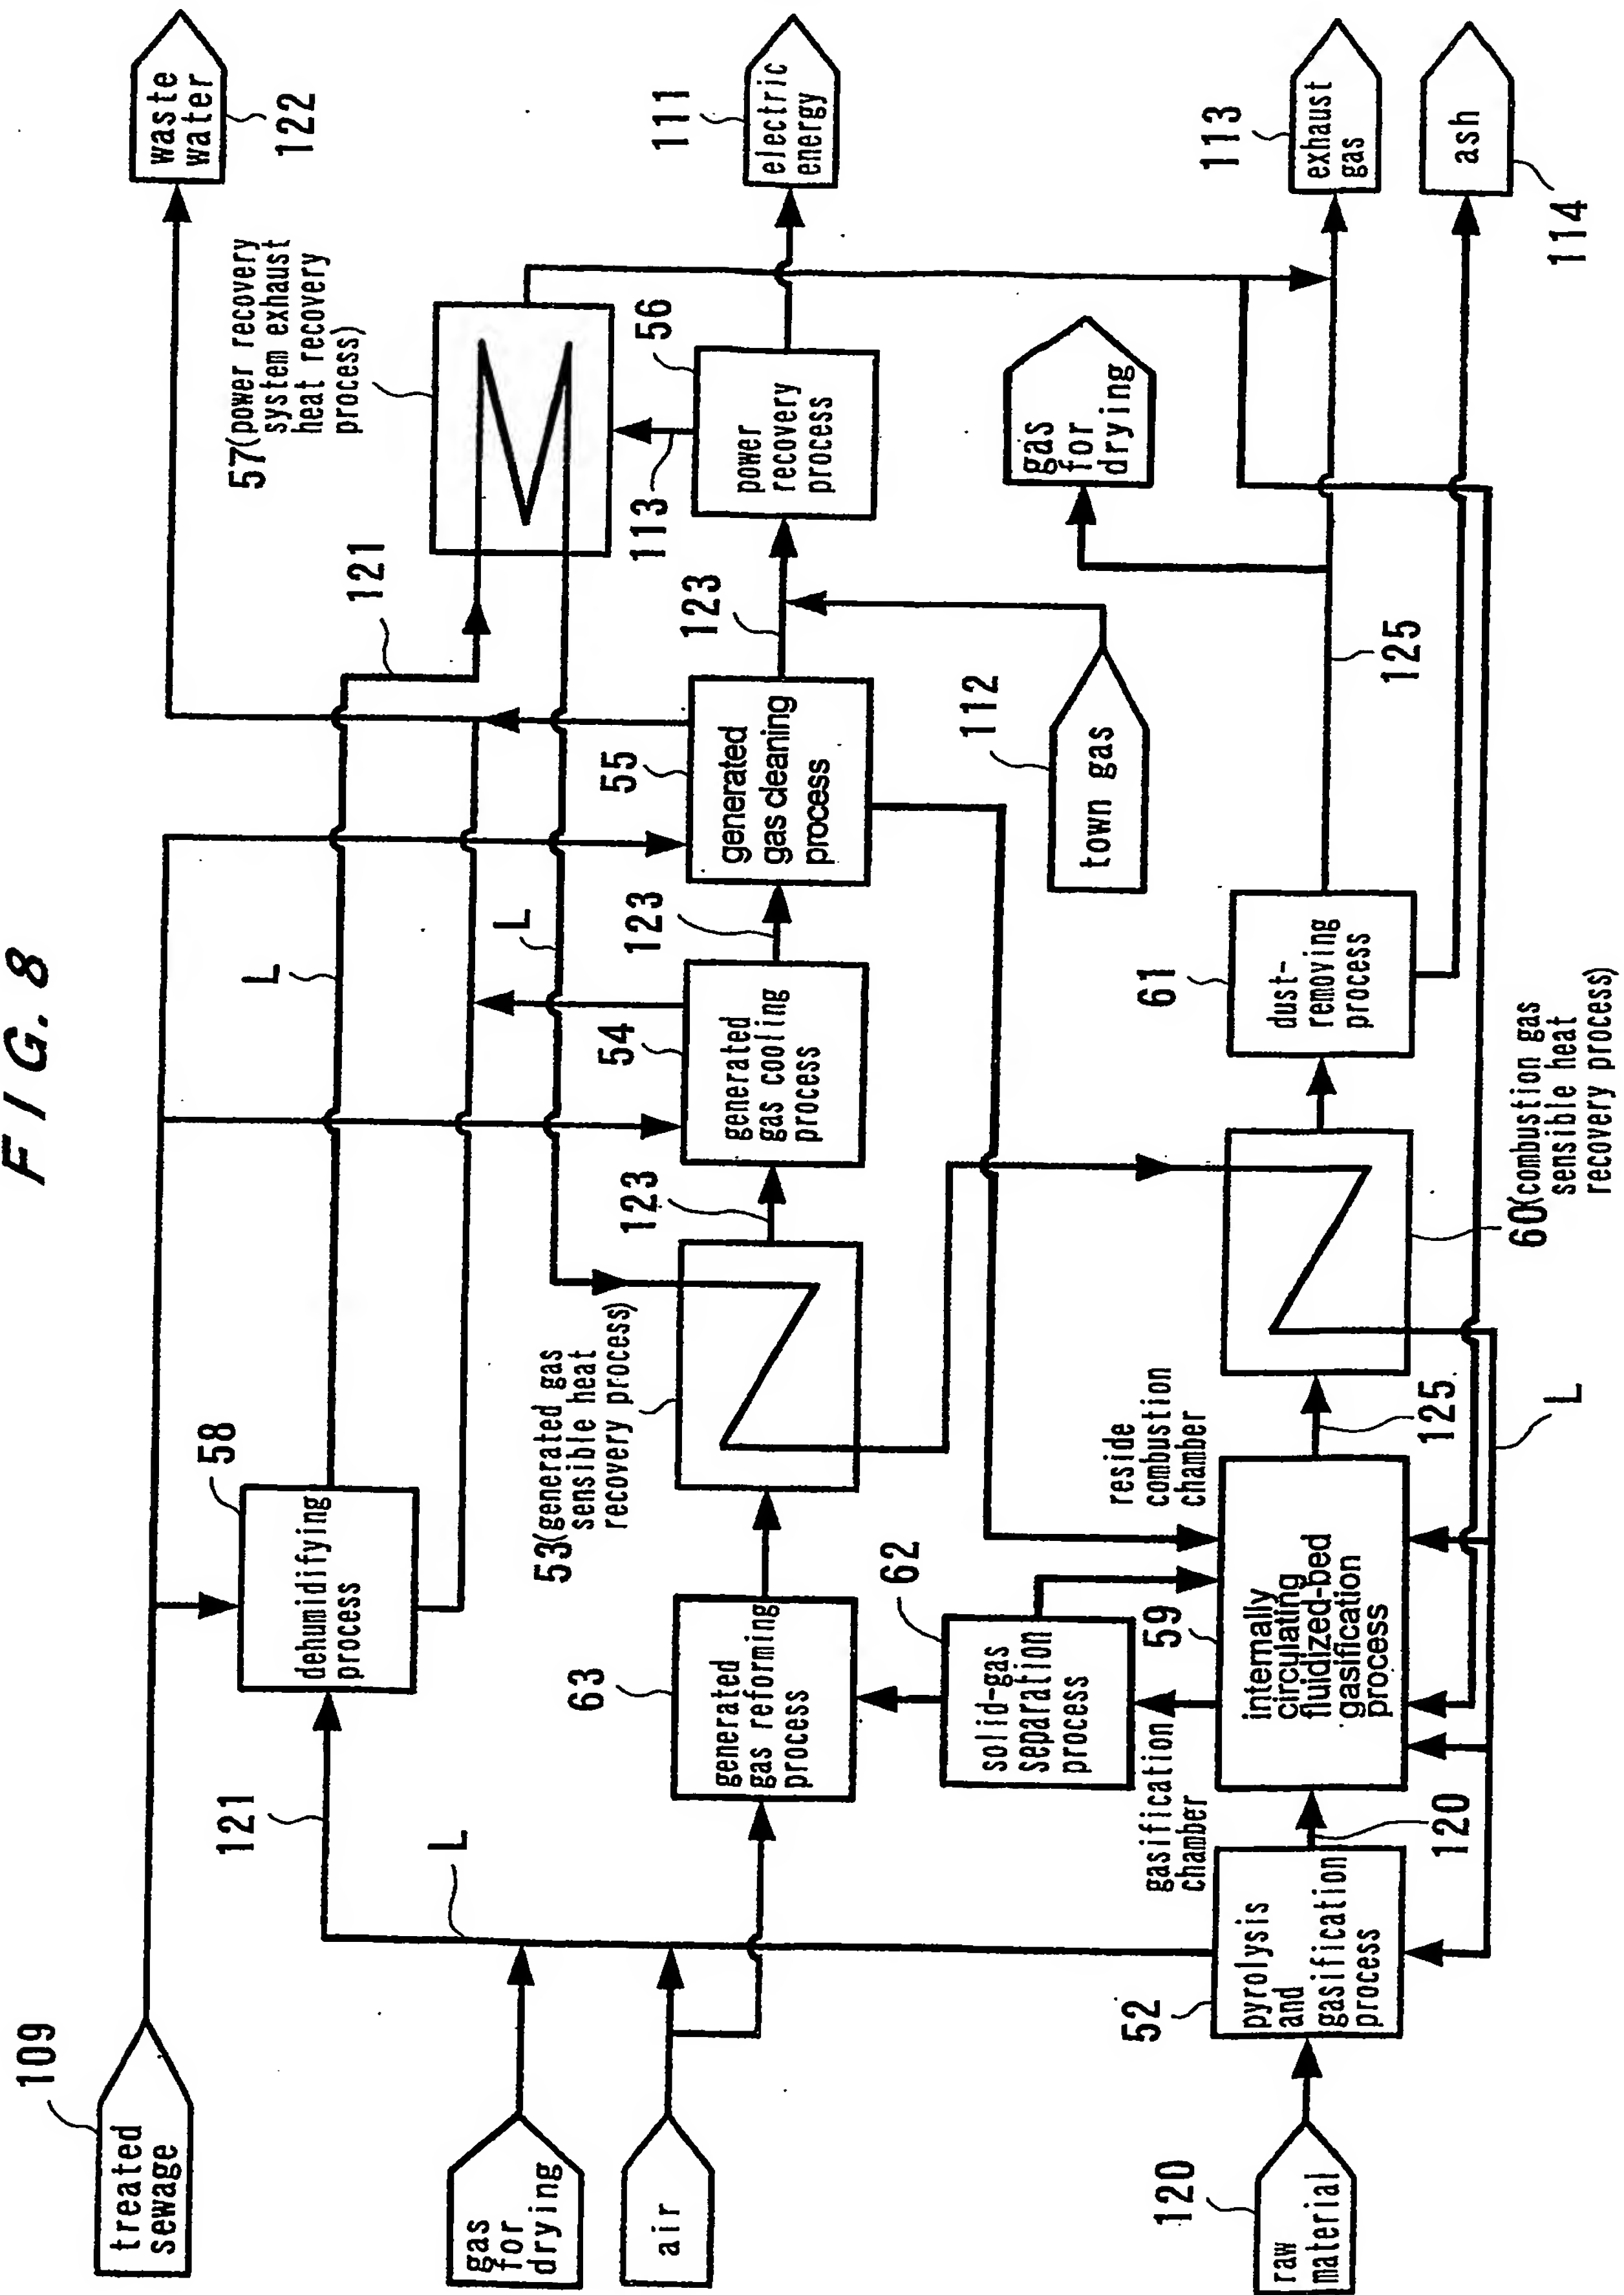 FIG. 8
109
treated
sewage
waste
water
122
57(power recovery
system exhaust
heat recovery
process)
58
dehumidifying
process
L
121
121
L
L
gas
for
drying
air
63
generated
gas reforming
process
53(generated gas
sensible heat
recovery process)
123
54
generated
gas cooling
process
123
55
generated
gas cleaning
process
123
113
56
power
recovery
process
111
electric
energy
62
solid-gas
separation
process
112
town gas
gas
for
drying
gasification
chamber
reside
combustion
chamber
120
raw
material
52
pyrolysis
and
gasification
process
120
59
internally
circulating
fluidized-bed
gasification
process
125
60(combustion gas
sensible heat
recovery process)
L
61
dust-
removing
process
125
113
exhaust
gas
ash
114